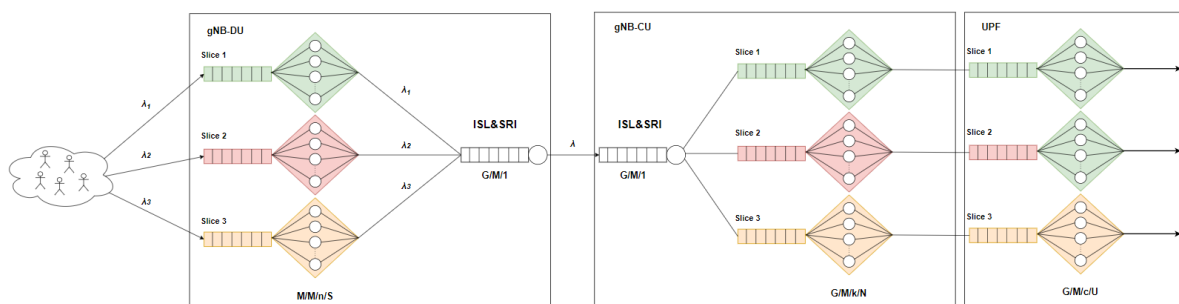 gNB-DU
Slice 1
λ1
λ1
ISL&SRI
Slice 2
λ2
λ2
G/M/1
λ3
λ3
Slice 3
M/M/n/S
λ
gNB-CU
Slice 1
ISL&SRI
Slice 2
G/M/1
Slice 3
G/M/k/N
UPF
Slice 1
Slice 2
Slice 3
G/M/c/U